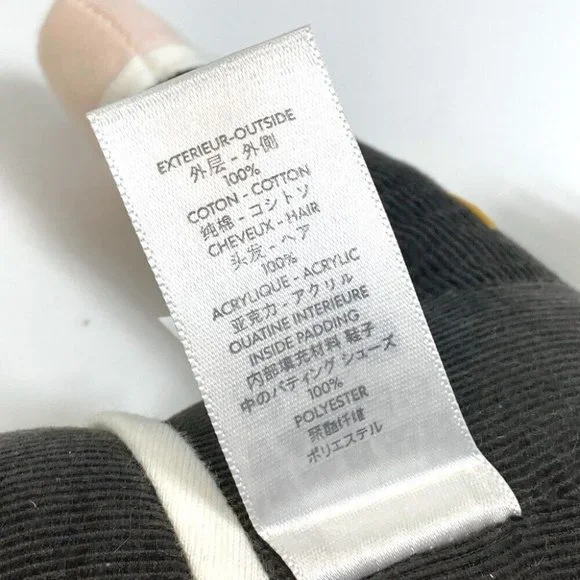 EXTERIEUR-OUTSIDE
外层 - 外側
100%
COTON - COTTON
纯棉 - コシトソ
CHEVEUX - HAIR
头发 - ヘア
100%
ACRYLIQUE - ACRYLIC
亚克力 - アクリル
OUATINE INTERIEURE
INSIDE PADDING
内部填充材料 鞋子
中のパティング シューズ
100%
POLYESTER
聚酯纤维
ポリエステル